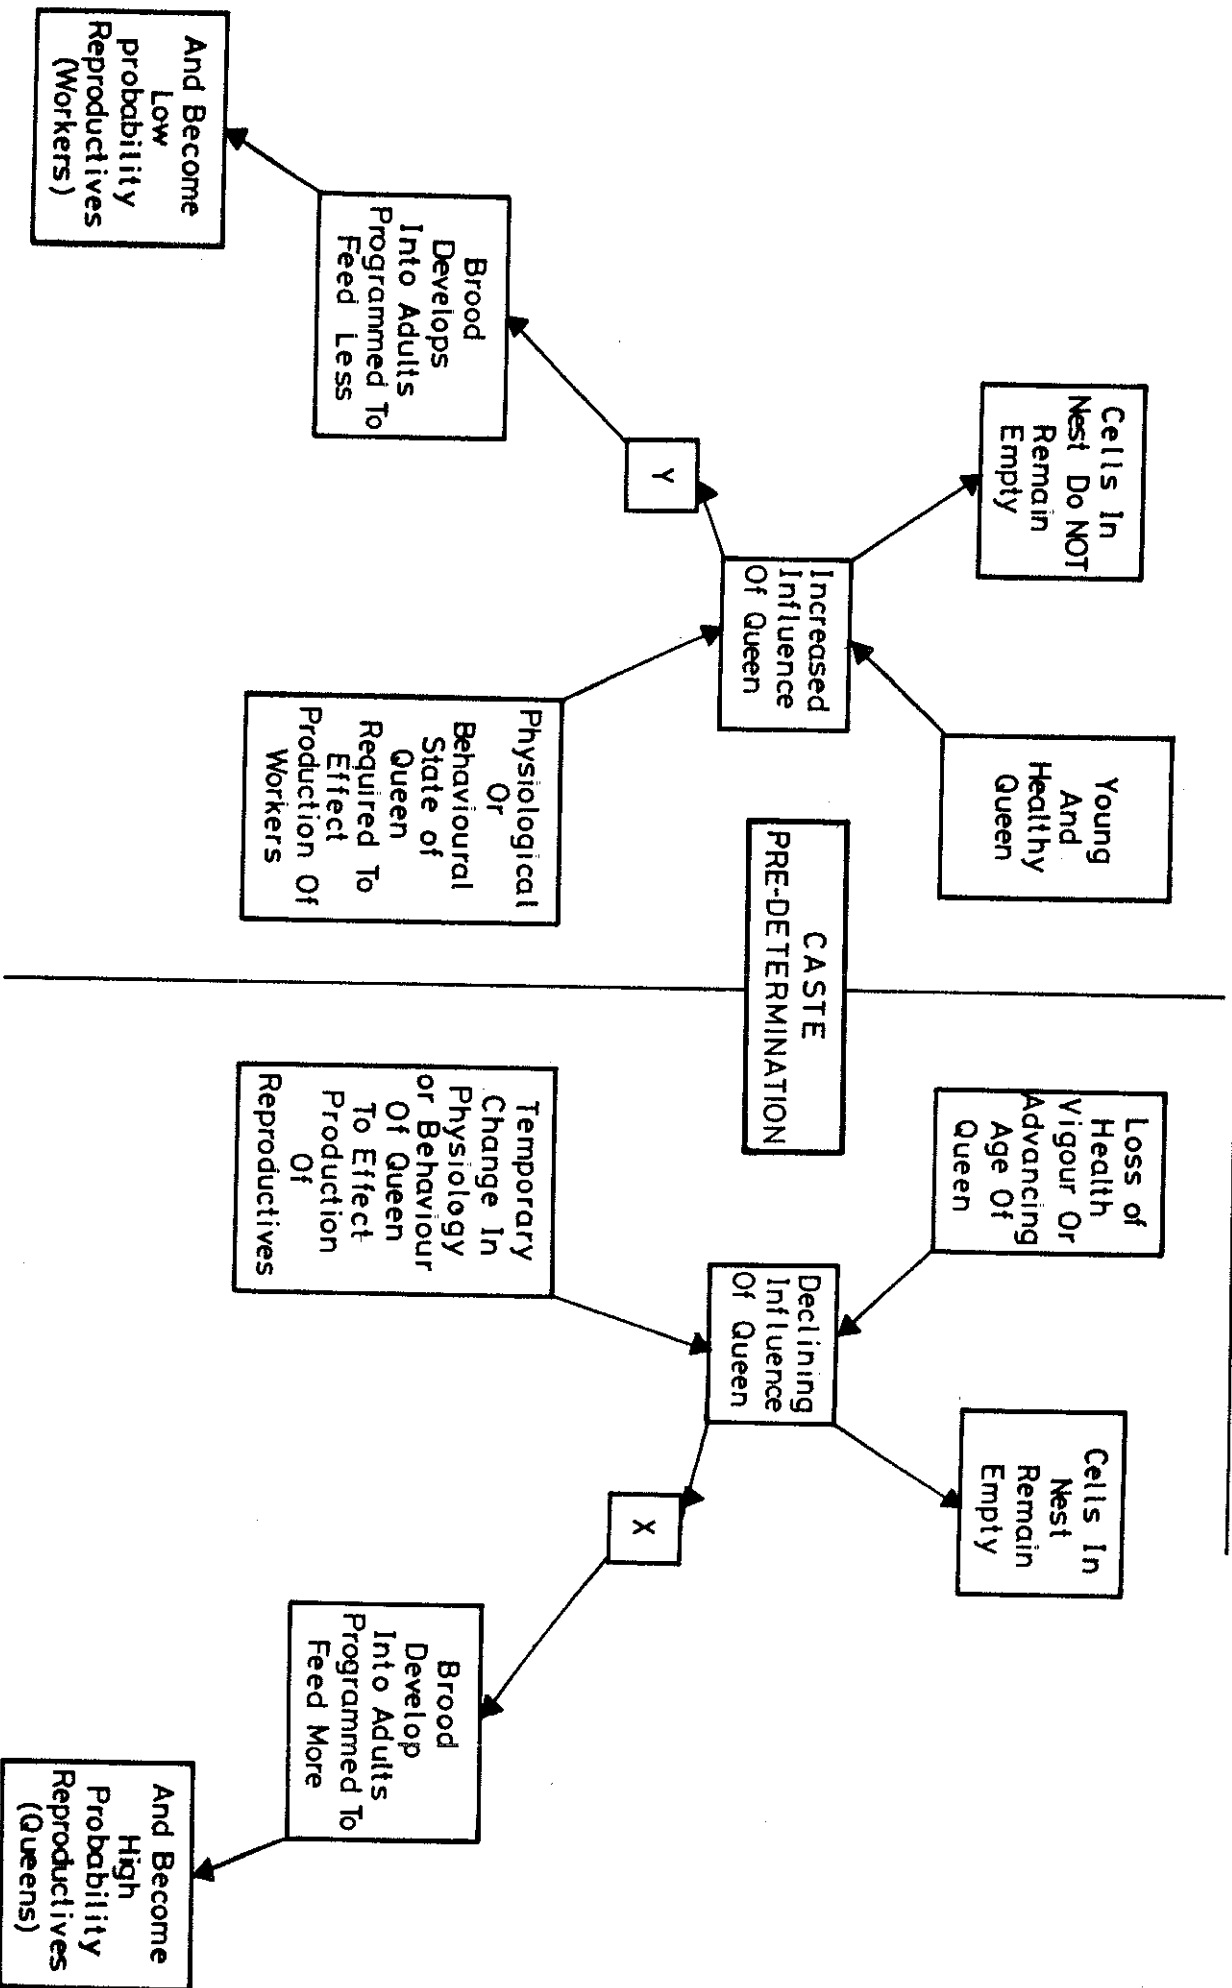 Young
And
Healthy
Queen
Cells In
Nest Do NOT
Remain
Empty
Increased
Influence
Of Queen
Y
Physiological
Or
Behavioural
State of
Queen
Required To
Effect
Production Of
Workers
Brood
Develops
Into Adults
Programmed To
Feed Less
And Become
Low
probability
Reproductives
(Workers)
CASTE
PRE-DETERMINATION
Loss of
Health
Vigour Or
Advancing
Age Of
Queen
Cells In
Nest
Remain
Empty
Declining
Influence
Of Queen
X
Temporary
Change In
Physiology
or Behaviour
Of Queen
To Effect
Production
Of
Reproductives
Brood
Develop
Into Adults
Programmed To
Feed More
And Become
High
Probability
Reproductives
(Queens)